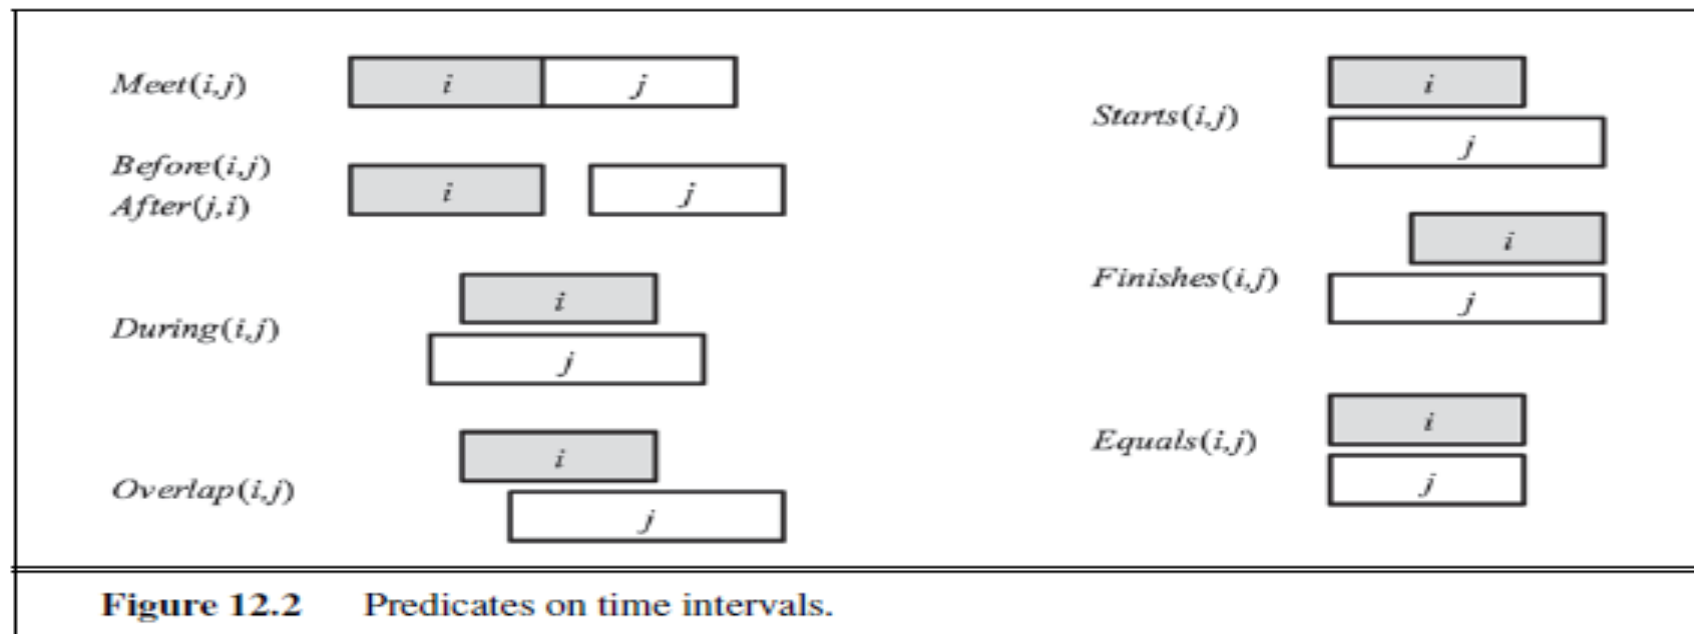 Meet(i,j)
i
j
Before(i,j)
After(j,i)
i
j
During(i,j)
i
j
Overlap(i,j)
i
j
Starts(i,j)
i
j
Finishes(i,j)
i
j
Equals(i,j)
i
j
Figure 12.2 Predicates on time intervals.